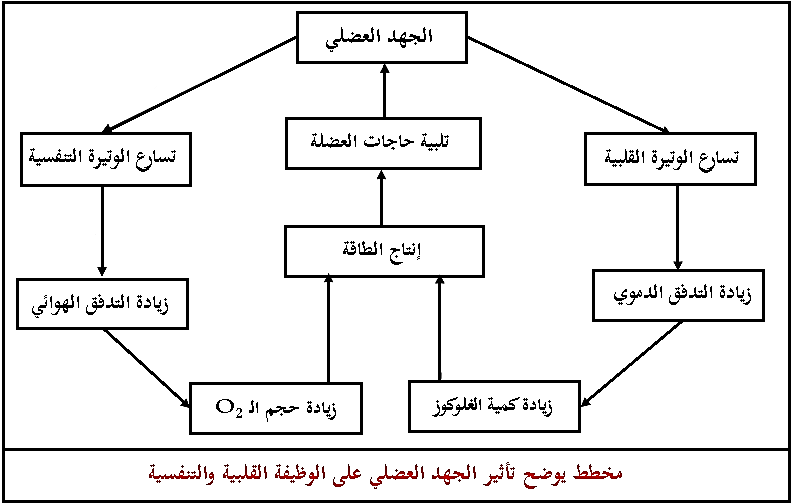 الجهد العضلي
تسارع الوتيرة القلبية
تلبية حاجات العضلة
تسارع الوتيرة التنفسية
إنتاج الطاقة
زيادة التدفق الدموي
زيادة التدفق الهوائي
زيادة كمية الغلوكوز
زيادة حجم الـ O₂
مخطط يوضح تأثير الجهد العضلي على الوظيفة القلبية والتنفسية